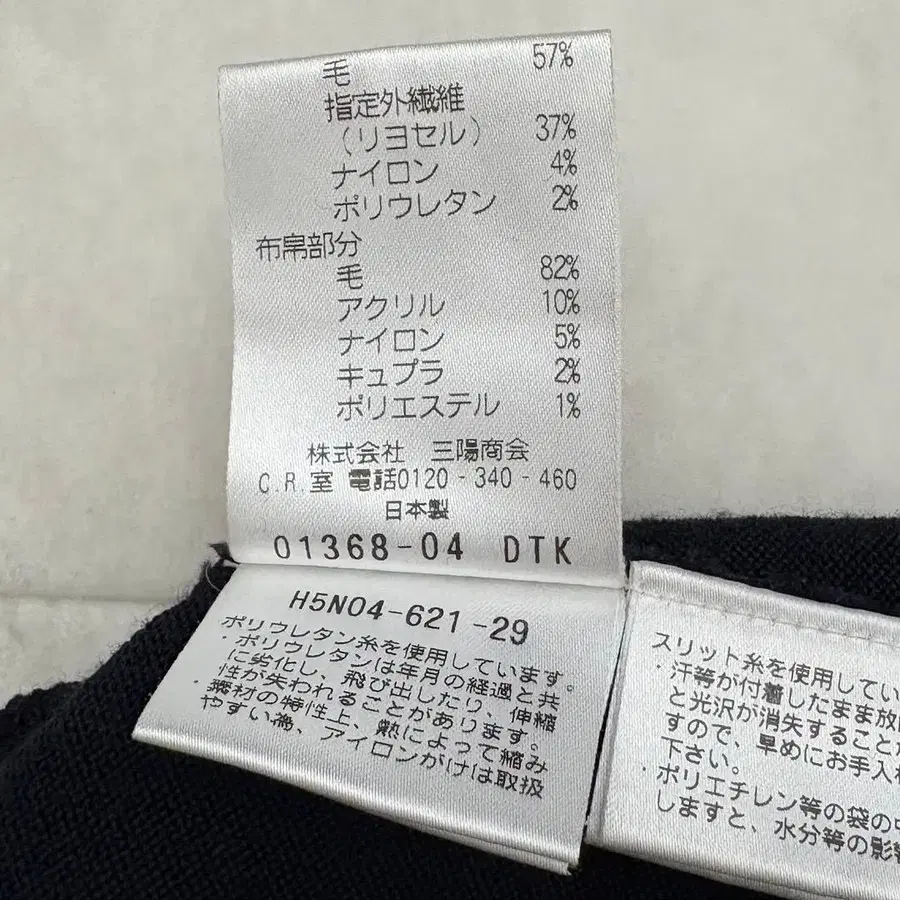 毛 57%
指定外繊維
(リヨセル) 37%
ナイロン 4%
ポリウレタン 2%
布帛部分
毛 82%
アクリル 10%
ナイロン 5%
キュプラ 2%
ポリエステル 1%
株式会社 三陽商会
C.R.室 電話0120-340-460
日本製
01368-04 DTK
H5N04-621-29
ポリウレタン糸を使用しています。
・ポリウレタンは年月の経過と共
に劣化し、飛び出したり、伸縮
性が失われることがあります。
・素材の特性上、熱によって縮み
やすい為、アイロンがけは取扱
スリット糸を使用してい
・汗等が付着したまま放
と光沢が消失することが
すので、早めにお手入
下さい。
・ポリエチレン等の袋の中
しますと、水分等の影響